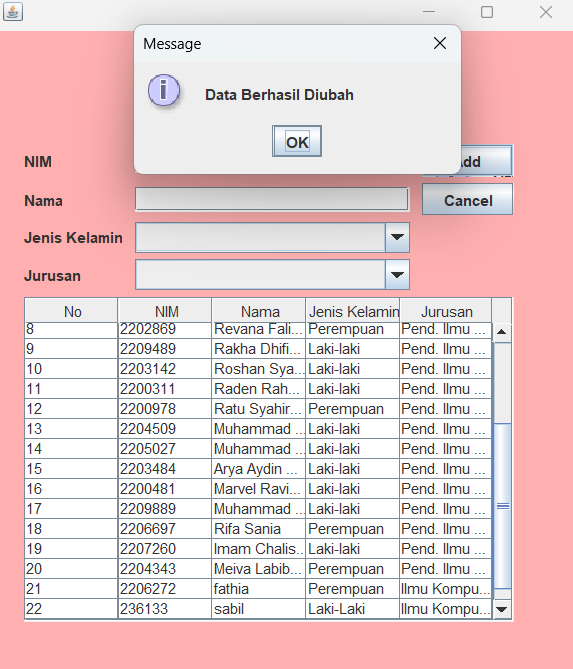 Message
Data Berhasil Diubah
OK
NIM
Nama Cancel
Jenis Kelamin
Jurusan
No NIM Nama Jenis Kelamin Jurusan
8 2202869 Revana Fali... Perempuan Pend. Ilmu ...
9 2209489 Rakha Dhifi... Laki-laki Pend. Ilmu ...
10 2203142 Roshan Sya... Laki-laki Pend. Ilmu ...
11 2200311 Raden Rah... Laki-laki Pend. Ilmu ...
12 2200978 Ratu Syahir... Perempuan Pend. Ilmu ...
13 2204509 Muhammad ... Laki-laki Pend. Ilmu ...
14 2205027 Muhammad ... Laki-laki Pend. Ilmu ...
15 2203484 Arya Aydin ... Laki-laki Pend. Ilmu ...
16 2200481 Marvel Ravi... Laki-laki Pend. Ilmu ...
17 2209889 Muhammad ... Laki-laki Pend. Ilmu ...
18 2206697 Rifa Sania Perempuan Pend. Ilmu ...
19 2207260 Imam Chalis... Laki-laki Pend. Ilmu ...
20 2204343 Meiva Labib... Perempuan Pend. Ilmu ...
21 2206272 fathia Perempuan Ilmu Kompu...
22 236133 sabil Laki-Laki Ilmu Kompu...